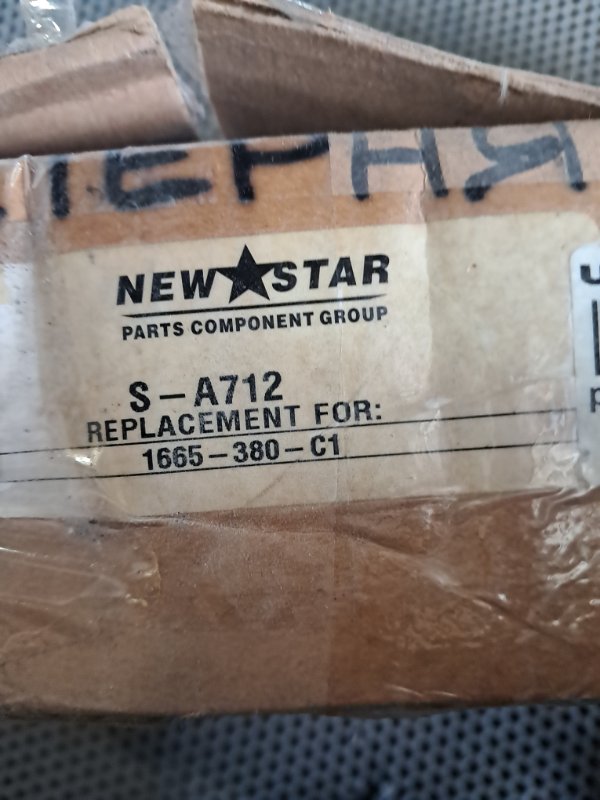 NEW STAR
PARTS COMPONENT GROUP
S-A712
REPLACEMENT FOR:
1665-380-C1